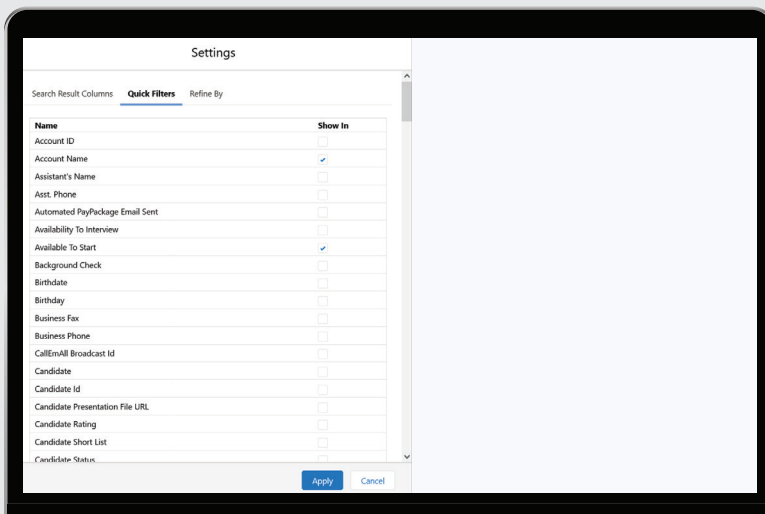 Settings
Search Result Columns Quick Filters Refine By
Name Show In
Account ID
Account Name
Assistant's Name
Asst. Phone
Automated PayPackage Email Sent
Availability To Interview
Available To Start
Background Check
Birthdate
Birthday
Business Fax
Business Phone
CallEmAll Broadcast Id
Candidate
Candidate Id
Candidate Presentation File URL
Candidate Rating
Candidate Short List
Candidate Status
Apply Cancel